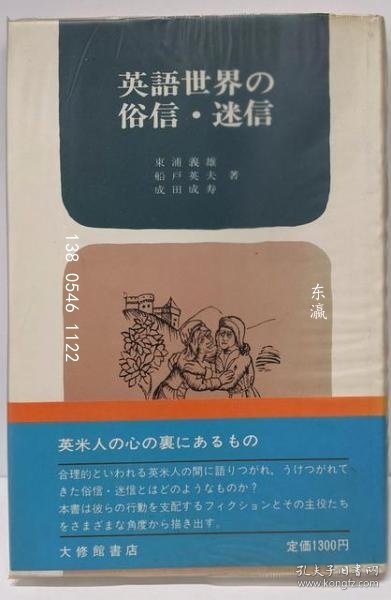 英語世界の
俗信・迷信
東浦義雄
船戸英夫 著
成田成寿
138 0546 1122
东瀛
英米人の心の裏にあるもの
合理的といわれる英米人の間に語りつがれ，うけつがれて
きた俗信・迷信とはどのようなものか？
本書は彼らの行動を支配するフィクションとその主役たち
をさまざまな角度から描き出す。
大修館書店
定価1300円
孔夫子旧书网
www.kongfz.com